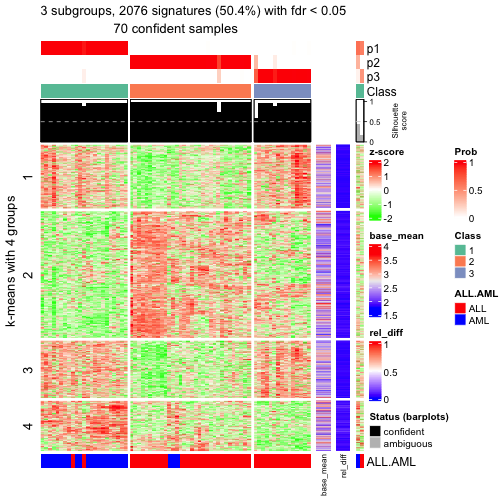 3 subgroups, 2076 signatures (50.4%) with fdr < 0.05
70 confident samples
p1
p2
p3
Class
1
0.5
0
Silhouette
score
k-means with 4 groups
1
2
3
4
base_mean
rel_diff
ALL.AML
z-score
2
1
0
-1
-2
base_mean
4
3.5
3
2.5
2
1.5
rel_diff
1
0.5
0
Status (barplots)
confident
ambiguous
Prob
1
0.5
0
Class
1
2
3
ALL.AML
ALL
AML